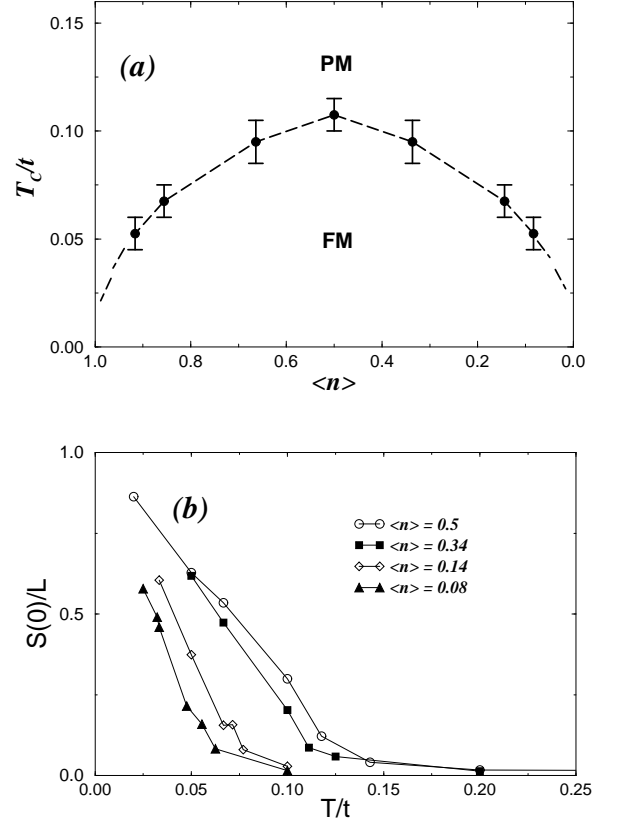 0.15
(a)
PM
0.10
T_C/t
FM
0.05
0.00
1.0 0.8 0.6 0.4 0.2 0.0
<n>
1.0
(b)
<n> = 0.5
<n> = 0.34
<n> = 0.14
<n> = 0.08
S(0)/L
0.5
0.0
0.00 0.05 0.10 0.15 0.20 0.25
T/t